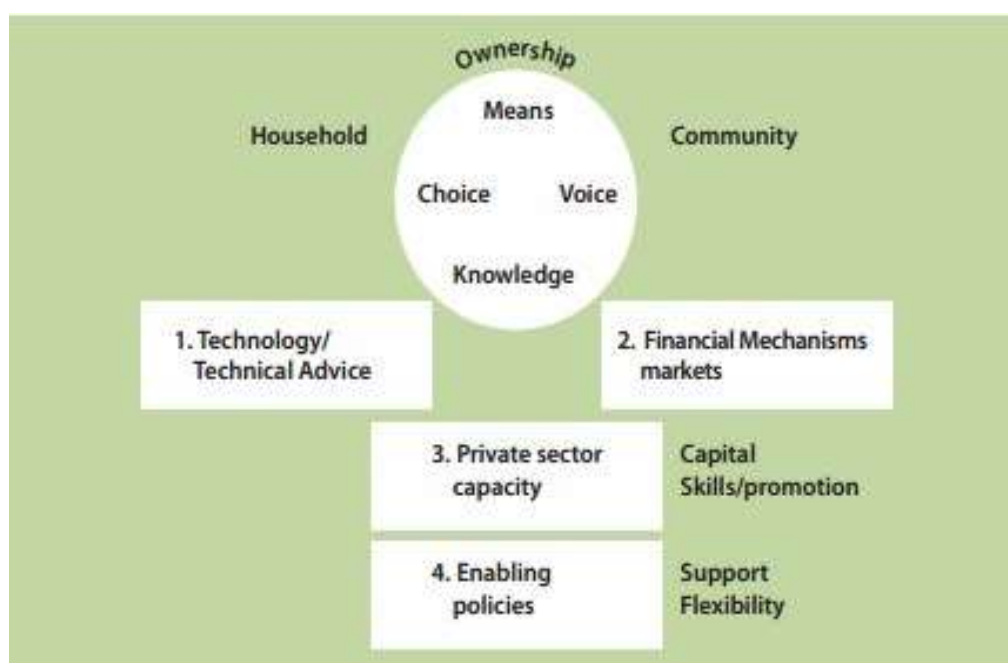 Ownership
Means
Household
Community
Choice
Voice
Knowledge
1. Technology/
Technical Advice
2. Financial Mechanisms
markets
3. Private sector
capacity
Capital
Skills/promotion
4. Enabling
policies
Support
Flexibility